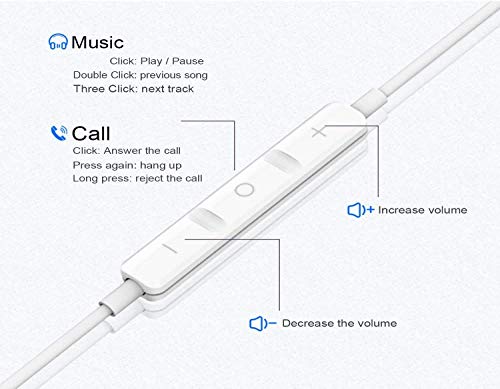 Music
Click: Play / Pause
Double Click: previous song
Three Click: next track
Call
Click: Answer the call
Press again: hang up
Long press: reject the call
+
Increase volume
−
Decrease the volume